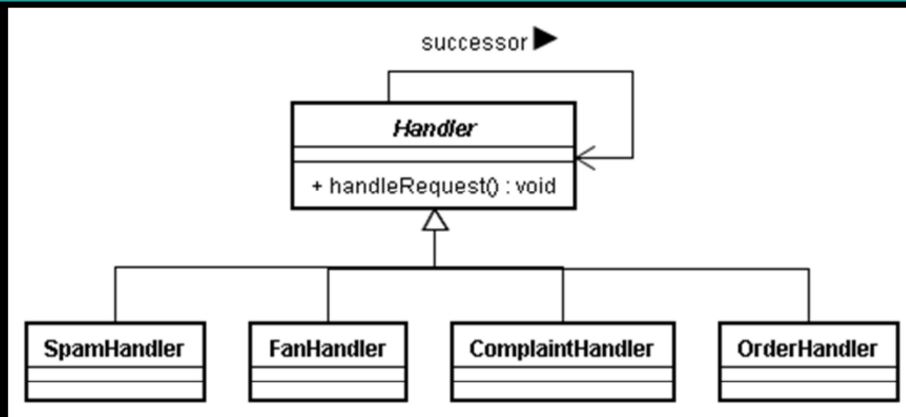 successor ▶
Handler
+ handleRequest() : void
SpamHandler
FanHandler
ComplaintHandler
OrderHandler